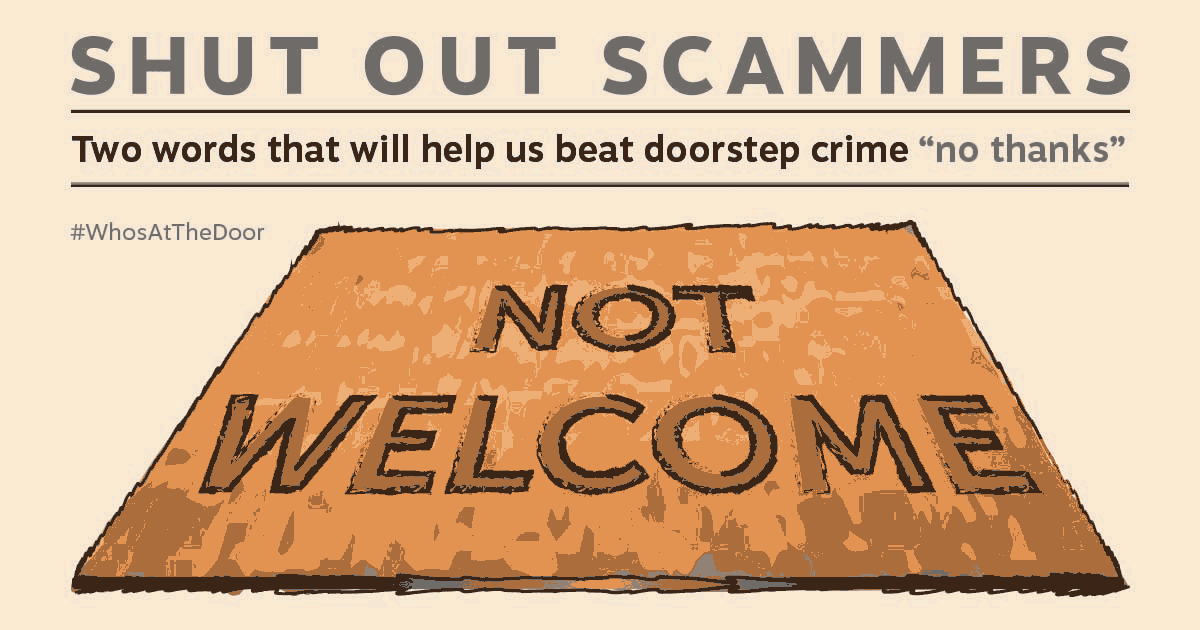 SHUT OUT SCAMMERS
Two words that will help us beat doorstep crime “no thanks”
#WhosAtTheDoor
NOT
WELCOME